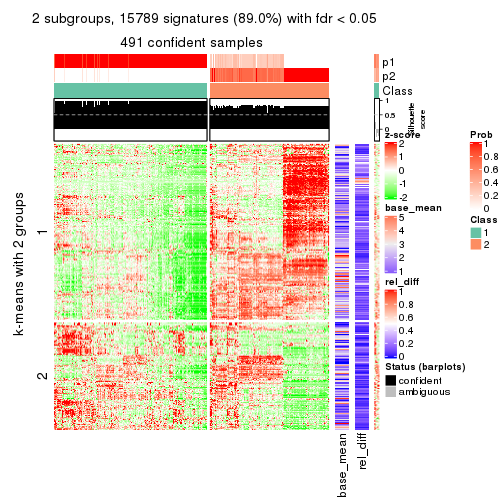 2 subgroups, 15789 signatures (89.0%) with fdr < 0.05
491 confident samples
p1
p2
Class
1
0.5
0
Silhouette
score
k-means with 2 groups
1
2
z-score
2
1
0
-1
-2
base_mean
5
4
3
2
1
rel_diff
1
0.8
0.6
0.4
0.2
0
Status (barplots)
confident
ambiguous
Prob
1
0.8
0.6
0.4
0.2
0
Class
1
2
base_mean
rel_diff